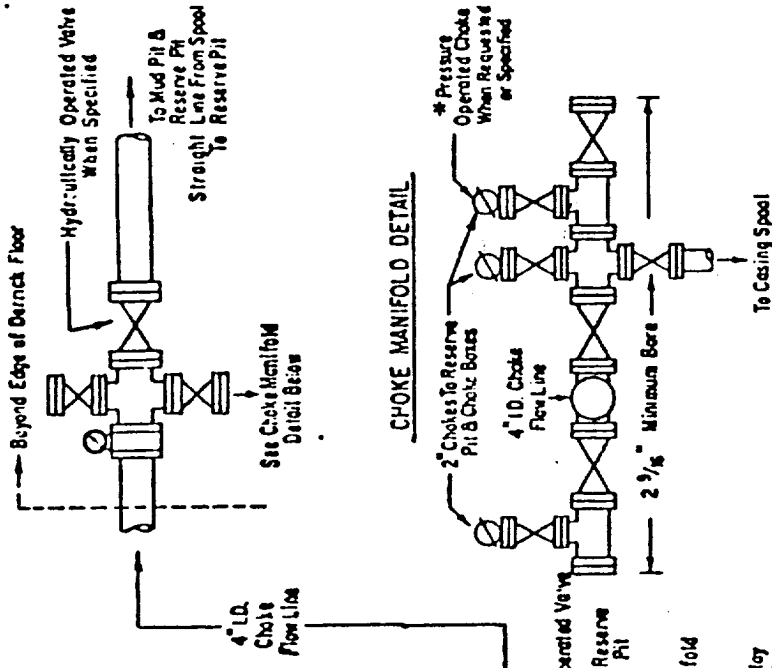 Beyond Edge of Derrick Floor
Hydraulically Operated Valve
When Specified
To Mud Pit &
Reserve Pit
Straight Line From Spool
To Reserve Pit
4" I.D.
Choke
Flow Line
See Choke Manifold
Detail Below
CHOKE MANIFOLD DETAIL
* Pressure
Operated Choke
When Requested
or Specified
2" Chokes To Reserve
Pit & Choke Boxes
4" I.D. Choke
Flow Line
2 9/16" Minimum Bore
To Casing Spool
perated Valve
Reserve
Pit
fold
lay